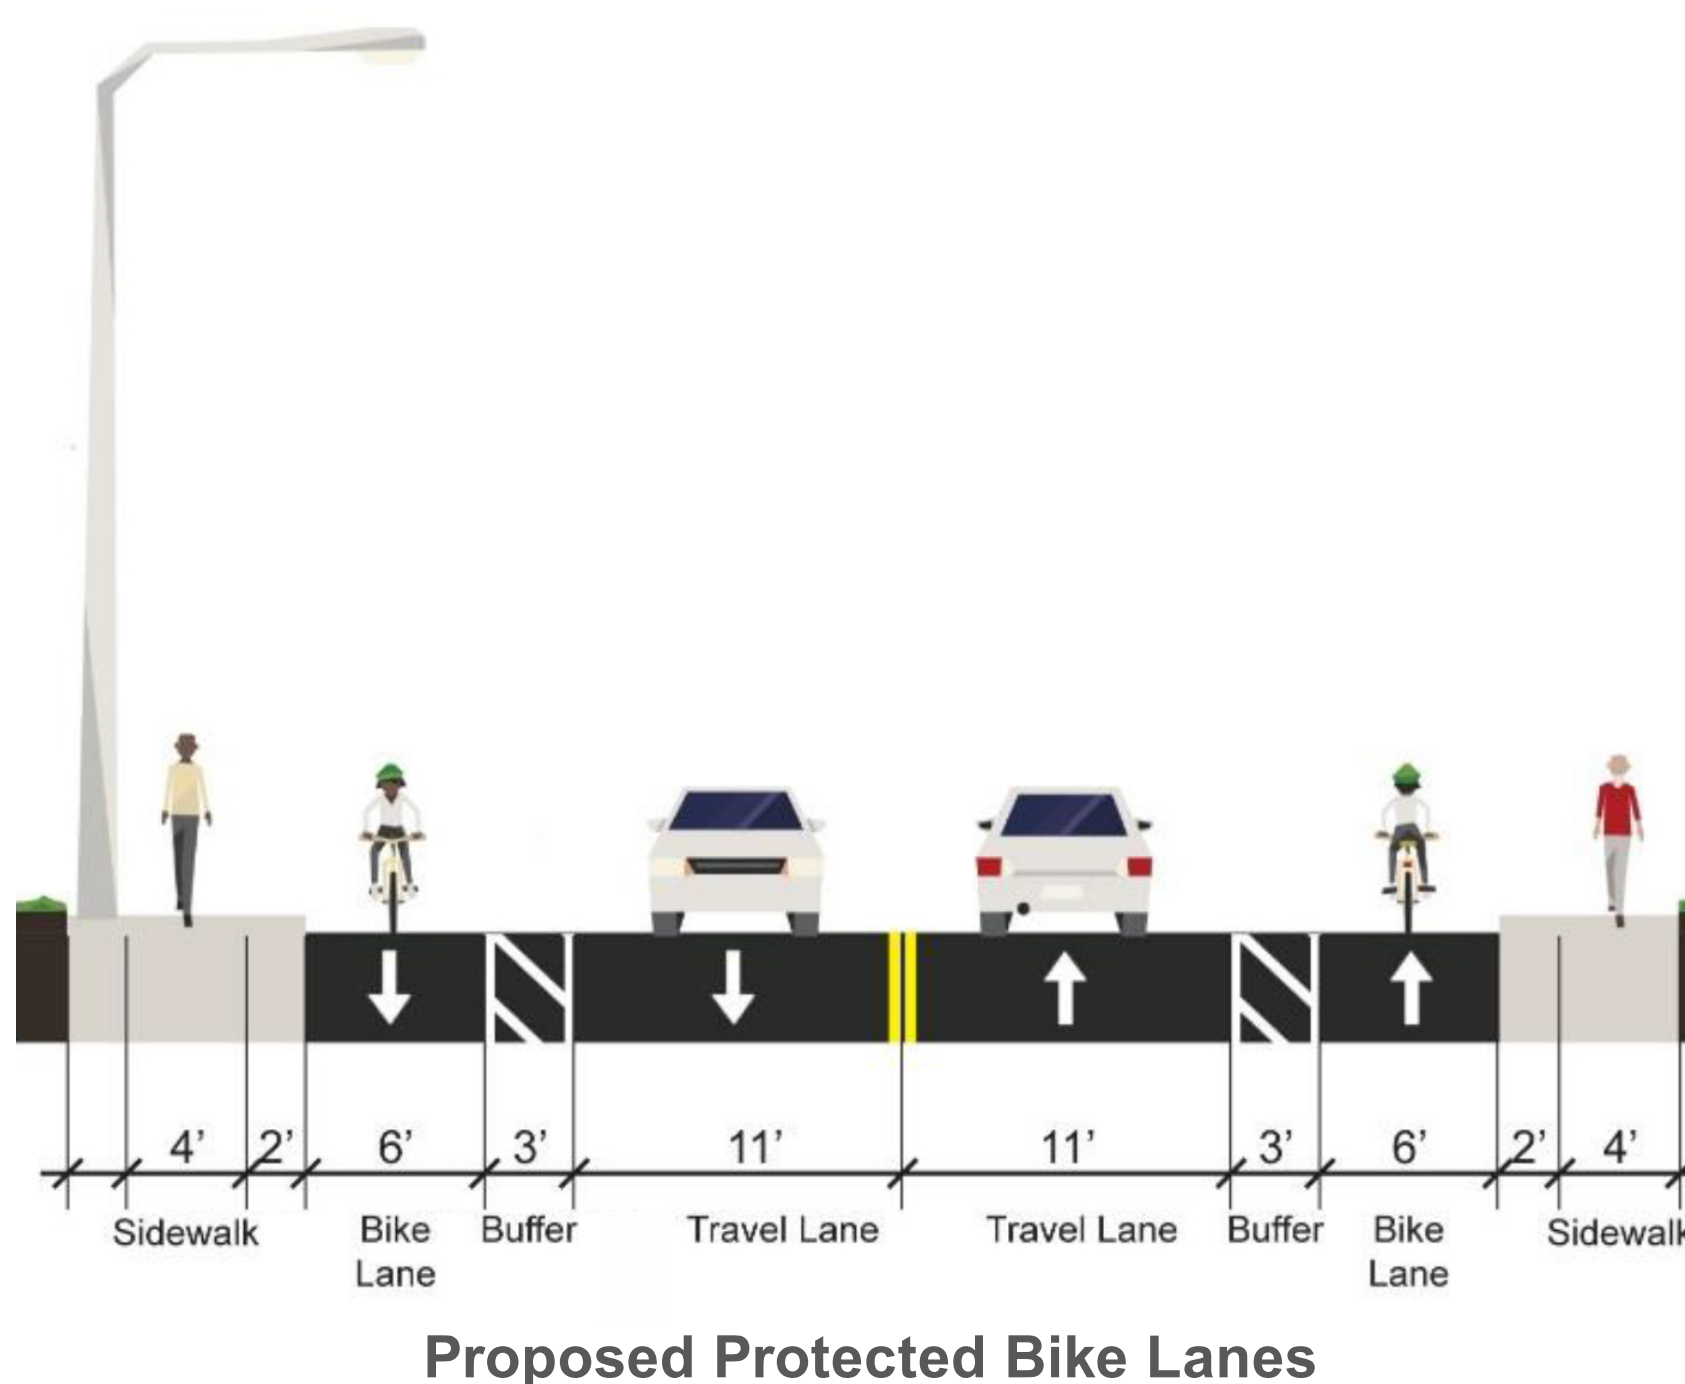 4’ 2’ 6’ 3’ 11’ 11’ 3’ 6’ 2’ 4’
Sidewalk Bike Buffer Travel Lane Travel Lane Buffer Bike Sidewalk
Lane Lane
Proposed Protected Bike Lanes